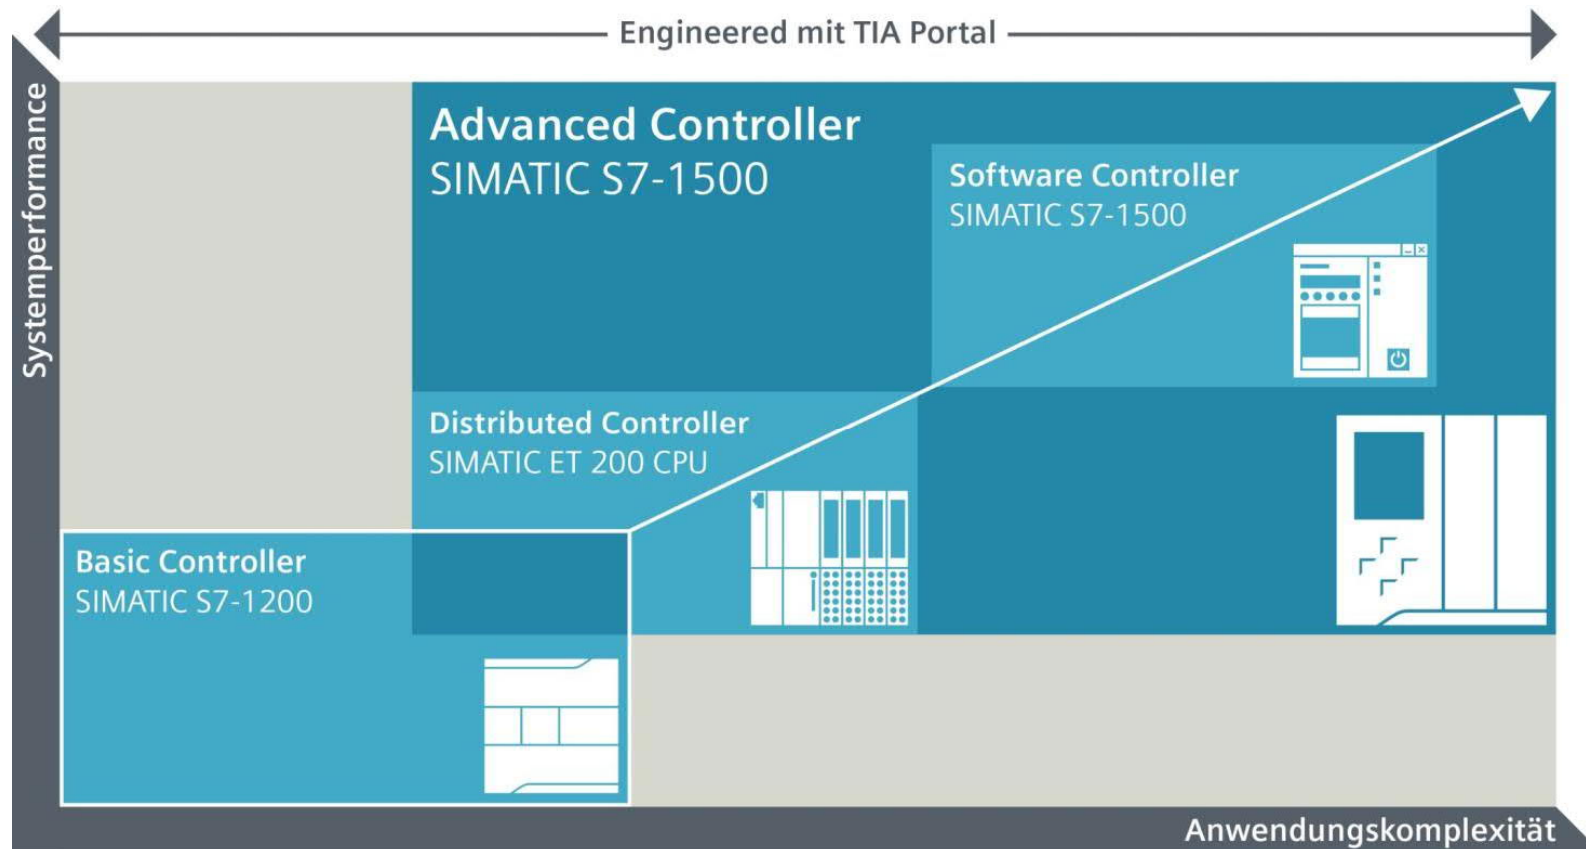 Engineered mit TIA Portal
Systemperformance
Advanced Controller
SIMATIC S7-1500
Software Controller
SIMATIC S7-1500
Distributed Controller
SIMATIC ET 200 CPU
Basic Controller
SIMATIC S7-1200
Anwendungskomplexität